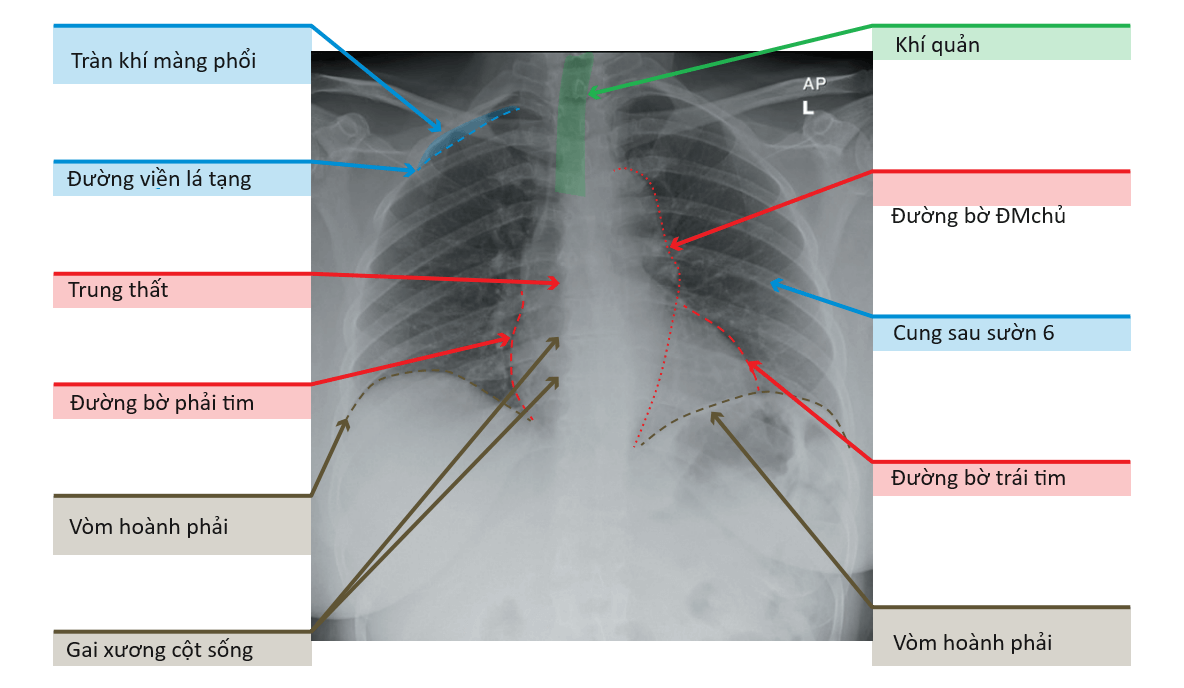 Tràn khí màng phổi
Khí quản
AP
L
Đường viền lá tạng
Đường bờ ĐMchủ
Trung thất
Cung sau sườn 6
Đường bờ phải tim
Đường bờ trái tim
Vòm hoành phải
Gai xương cột sống
Vòm hoành phải